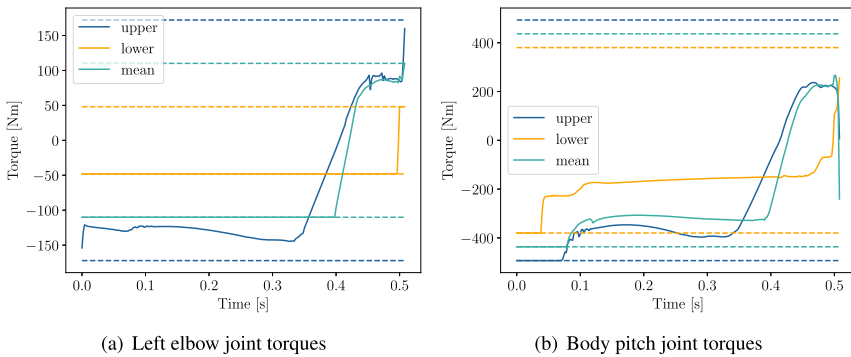 150
100
50
0
−50
−100
−150
Torque [Nm]
upper
lower
mean
0.0 0.1 0.2 0.3 0.4 0.5
Time [s]
(a) Left elbow joint torques
400
200
0
−200
−400
Torque [Nm]
upper
lower
mean
0.0 0.1 0.2 0.3 0.4 0.5
Time [s]
(b) Body pitch joint torques